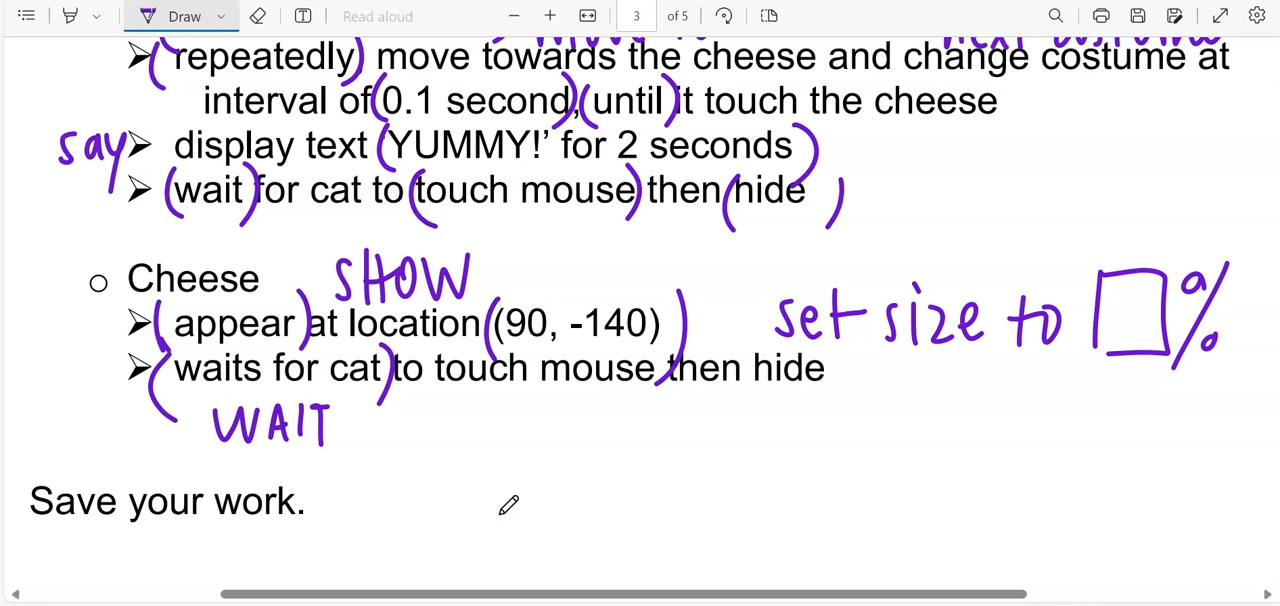 Draw
Read aloud
3 of 5
(repeatedly) move towards the cheese and change costume at
interval of (0.1 second), (until) it touch the cheese
say display text (‘YUMMY!’ for 2 seconds)
(wait) for cat to (touch mouse) then (hide)
Cheese SHOW
(appear) at location ((90, -140)) set size to %
(waits for cat) to touch mouse, then hide
WAIT
Save your work.